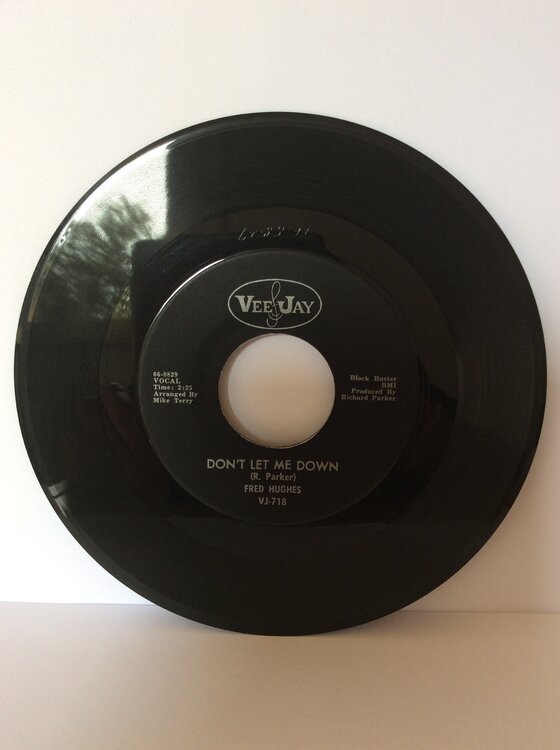 VEE JAY
66-8829
VOCAL
Time: 2:25
Arranged By
Mike Terry
Block Buster
BMI
Produced By
Richard Parker
DON'T LET ME DOWN
(R. Parker)
FRED HUGHES
VJ-718